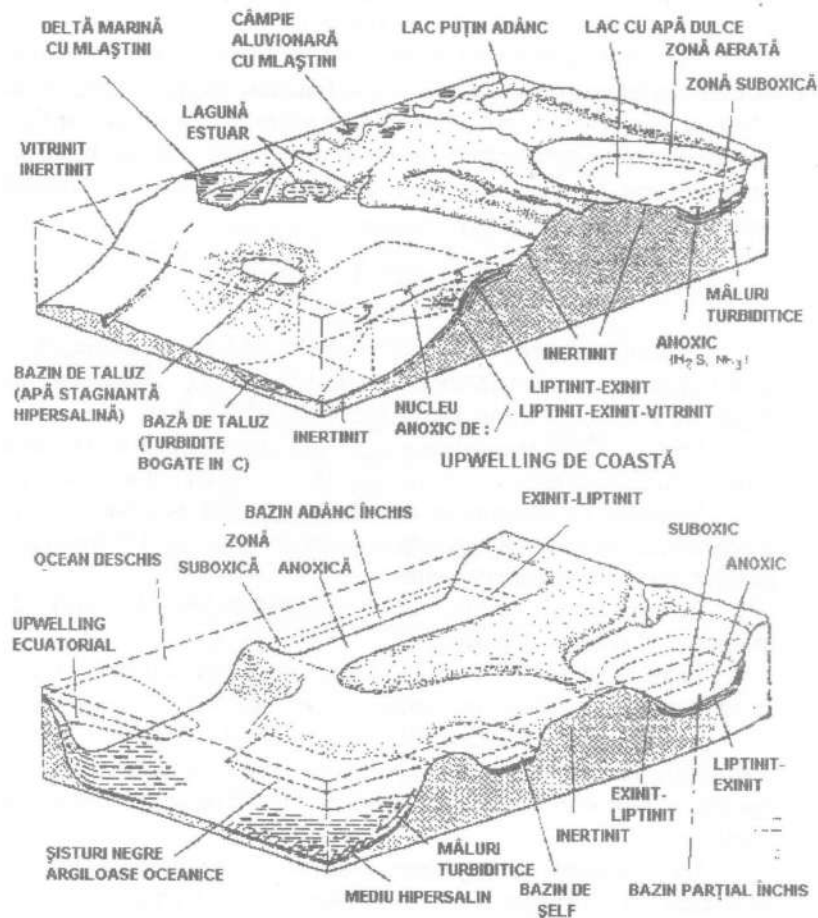 DELTĂ MARINĂ
CU MLAŞTINI
CÂMPIE
ALUVIONARĂ
CU MLAŞTINI
LAC PUŢIN ADÂNC
LAC CU APĂ DULCE
ZONĂ AERATĂ
ZONĂ SUBOXICĂ
LAGUNĂ
ESTUAR
VITRINIT
INERTINIT
MÂLURI
TURBIDITICE
ANOXIC
INERTINIT
LIPTINIT-EXINIT
LIPTINIT-EXINIT-VITRINIT
NUCLEU
ANOXIC DE :
INERTINIT
BAZIN DE TALUZ
(APĂ STAGNANTĂ
HIPERSALINĂ)
BAZĂ DE TALUZ
(TURBIDITE
BOGATE IN C)
UPWELLING DE COASTĂ
BAZIN ADÂNC ÎNCHIS
EXINIT-LIPTINIT
ZONĂ
SUBOXICĂ ANOXICĂ
SUBOXIC
ANOXIC
OCEAN DESCHIS
UPWELLING
ECUATORIAL
LIPTINIT-
EXINIT
EXINIT-
LIPTINIT
INERTINIT
ŞISTURI NEGRE
ARGILOASE OCEANICE
MÂLURI
TURBIDITICE
MEDIU HIPERSALIN
BAZIN DE
ŞELF
BAZIN PARŢIAL ÎNCHIS